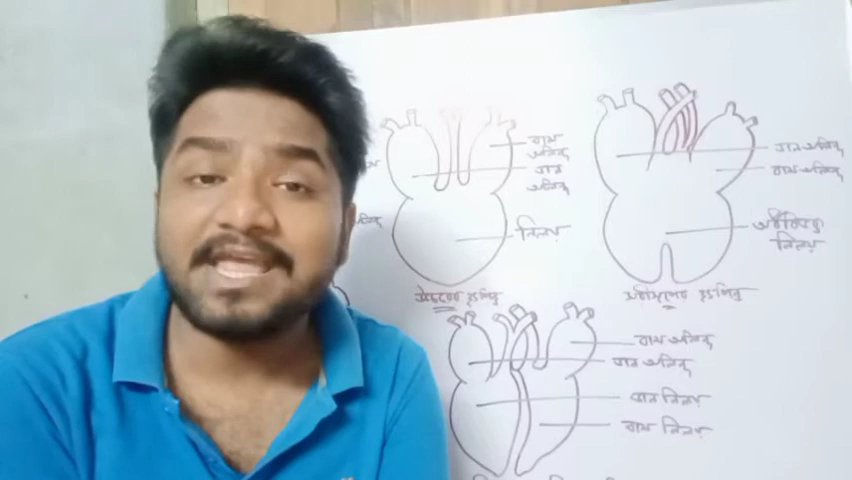 বাম
অলিন্দ
ডান
অলিন্দ
নিলয়
উভচরের হৃৎপিন্ড
ডান অলিন্দ
বাম অলিন্দ
নিলয়
সরীসৃপের হৃৎপিন্ড
বাম অলিন্দ
ডান অলিন্দ
ডান নিলয়
বাম নিলয়